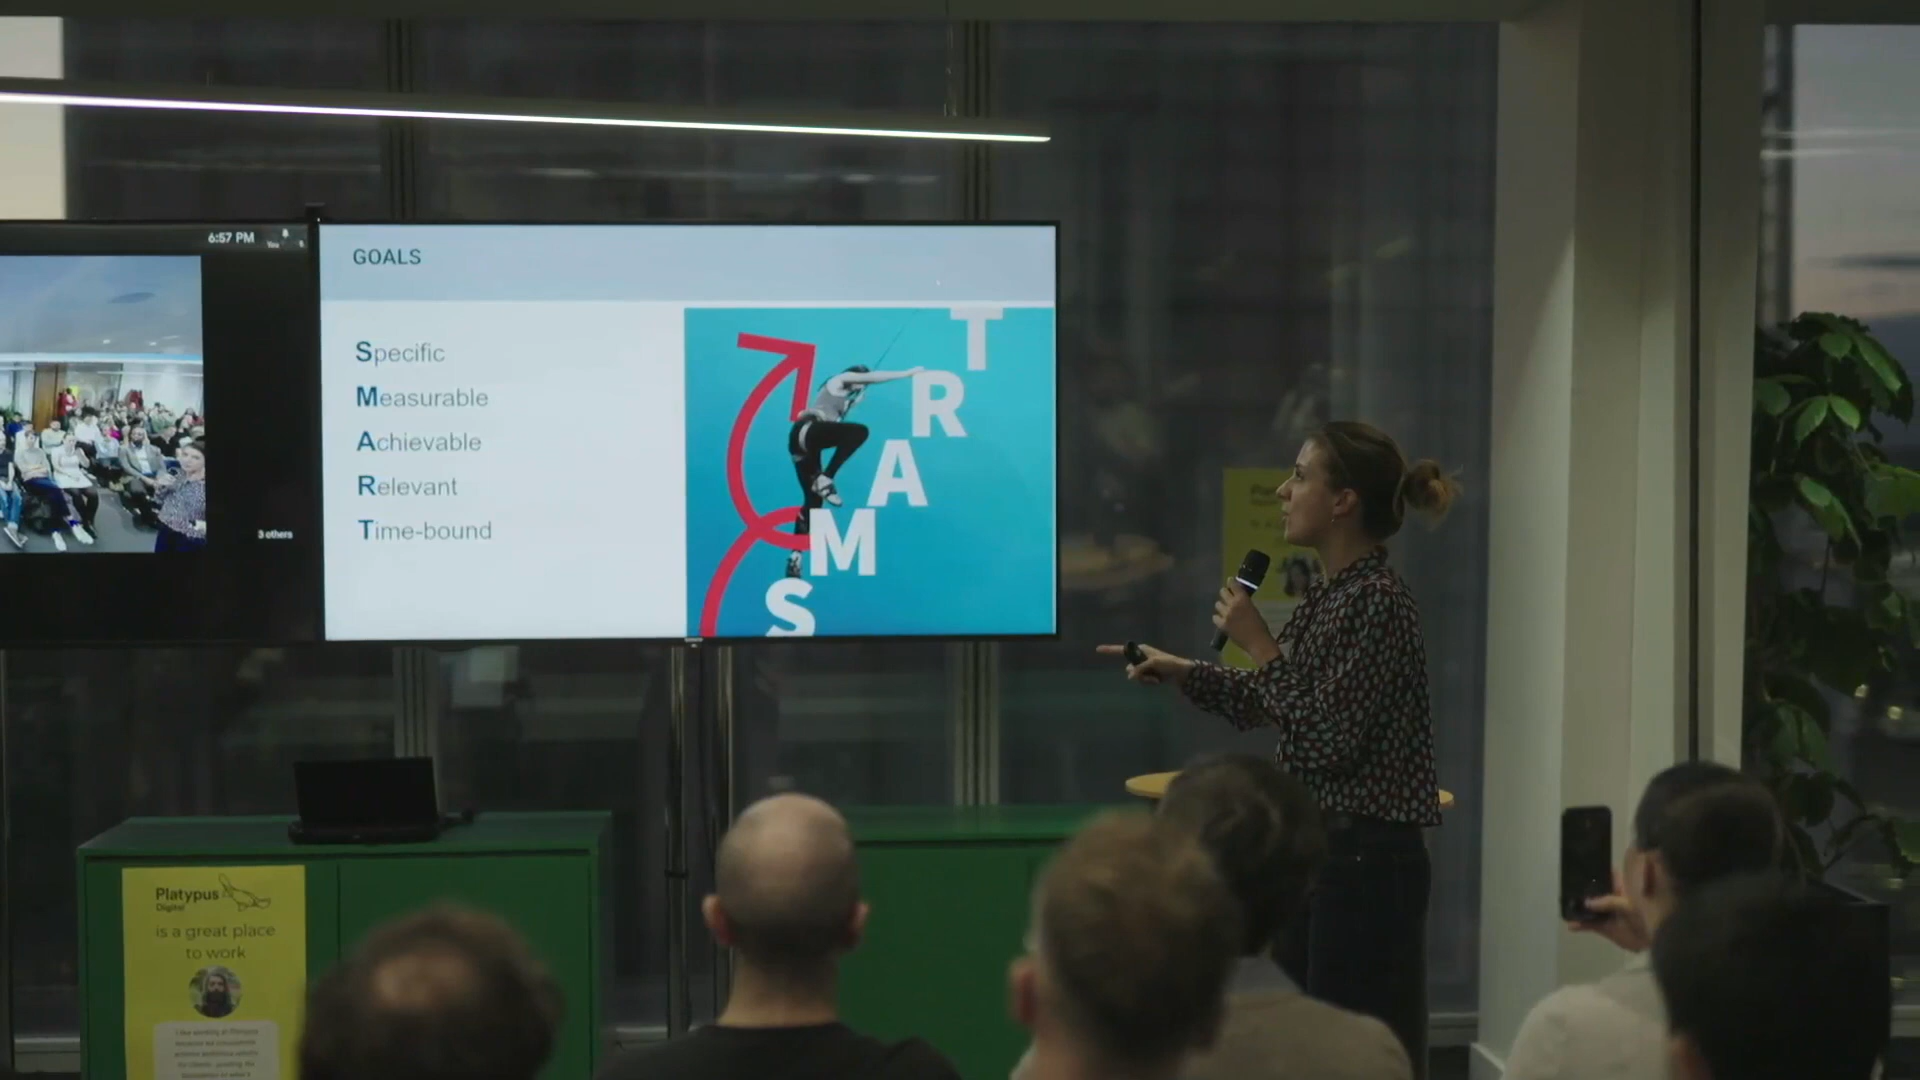 6:57 PM
You
3 others
GOALS
Specific
Measurable
Achievable
Relevant
Time-bound
T
R
A
M
S
Platypus
Digital
is a great place
to work